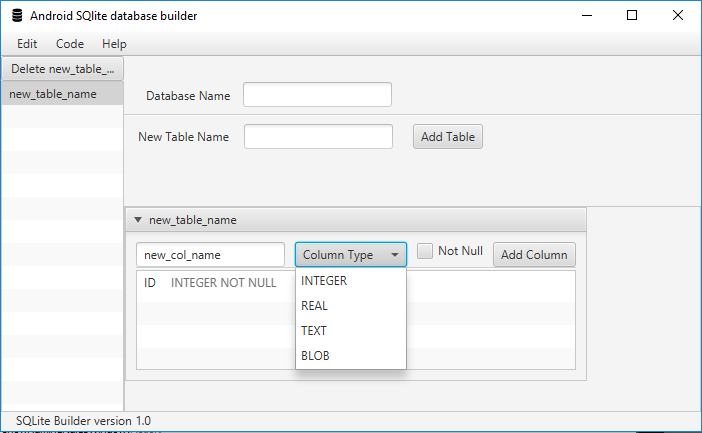 Android SQlite database builder
Edit Code Help
Delete new_table_...
new_table_name
Database Name
New Table Name Add Table
new_table_name
new_col_name Column Type Not Null Add Column
ID INTEGER NOT NULL
INTEGER
REAL
TEXT
BLOB
SQLite Builder version 1.0